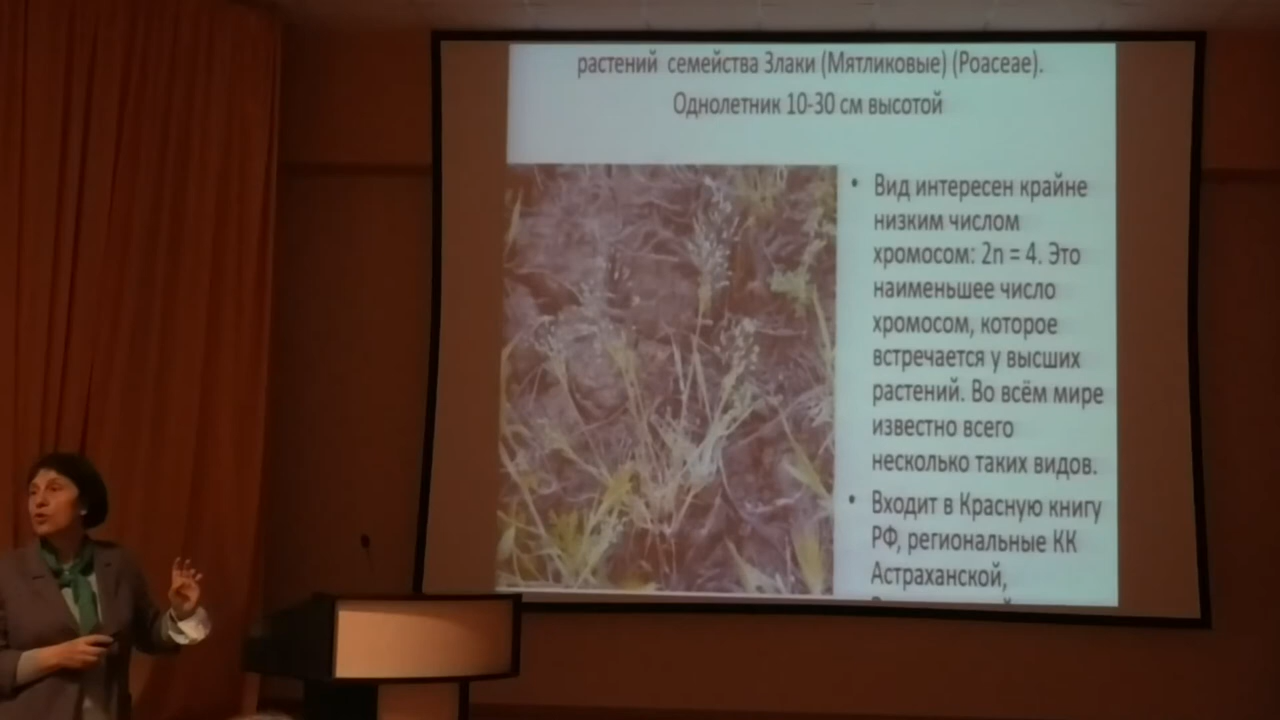 растений семейства Злаки (Мятликовые) (Poaceae).
Однолетник 10-30 см высотой
• Вид интересен крайне
низким числом
хромосом: 2n = 4. Это
наименьшее число
хромосом, которое
встречается у высших
растений. Во всём мире
известно всего
несколько таких видов.
• Входит в Красную книгу
РФ, региональные КК
Астраханской,